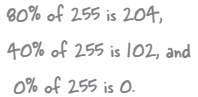 80% of 255 is 204,
40% of 255 is 102, and
0% of 255 is 0.